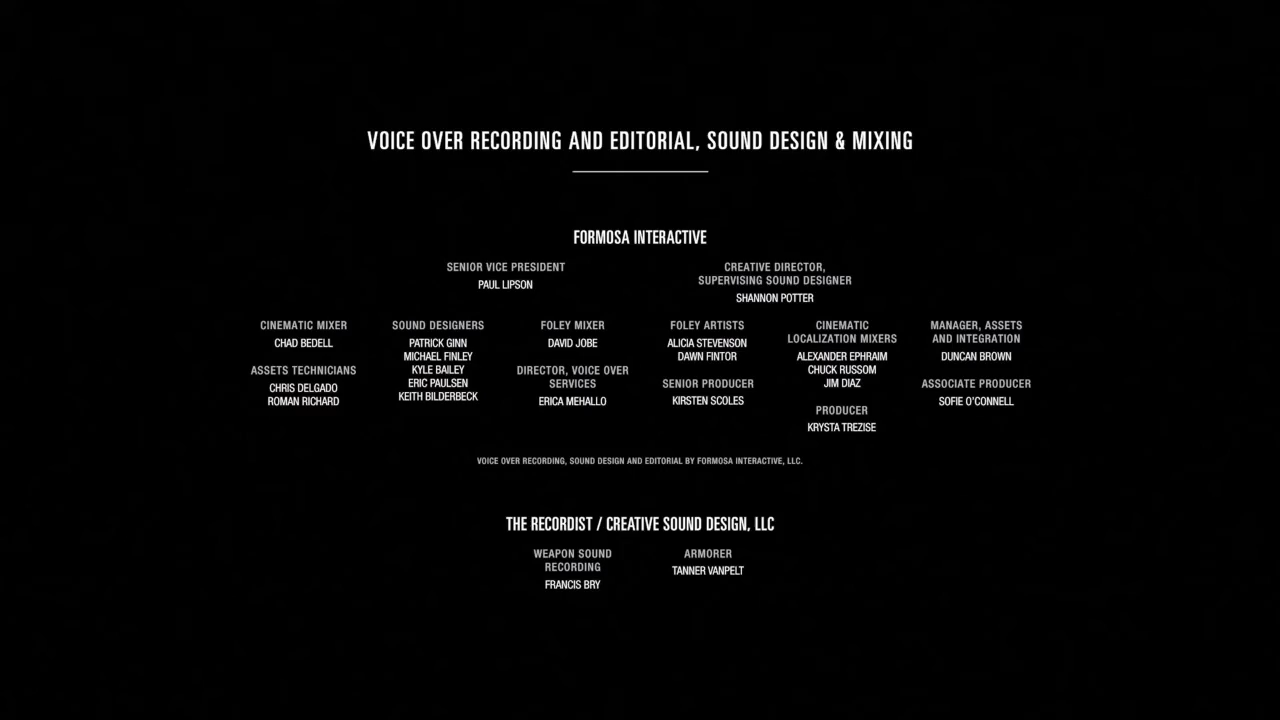 VOICE OVER RECORDING AND EDITORIAL, SOUND DESIGN & MIXING
FORMOSA INTERACTIVE
SENIOR VICE PRESIDENT
PAUL LIPSON
CREATIVE DIRECTOR,
SUPERVISING SOUND DESIGNER
SHANNON POTTER
CINEMATIC MIXER
CHAD BEDELL
ASSETS TECHNICIANS
CHRIS DELGADO
ROMAN RICHARD
SOUND DESIGNERS
PATRICK GINN
MICHAEL FINLEY
KYLE BAILEY
ERIC PAULSEN
KEITH BILDERBECK
FOLEY MIXER
DAVID JOBE
DIRECTOR, VOICE OVER
SERVICES
ERICA MEHALLO
FOLEY ARTISTS
ALICIA STEVENSON
DAWN FINTOR
SENIOR PRODUCER
KIRSTEN SCOLES
CINEMATIC
LOCALIZATION MIXERS
ALEXANDER EPHRAIM
CHUCK RUSSOM
JIM DIAZ
PRODUCER
KRYSTA TREZISE
MANAGER, ASSETS
AND INTEGRATION
DUNCAN BROWN
ASSOCIATE PRODUCER
SOFIE O'CONNELL
VOICE OVER RECORDING, SOUND DESIGN AND EDITORIAL BY FORMOSA INTERACTIVE, LLC.
THE RECORDIST / CREATIVE SOUND DESIGN, LLC
WEAPON SOUND
RECORDING
FRANCIS BRY
ARMORER
TANNER VANPELT